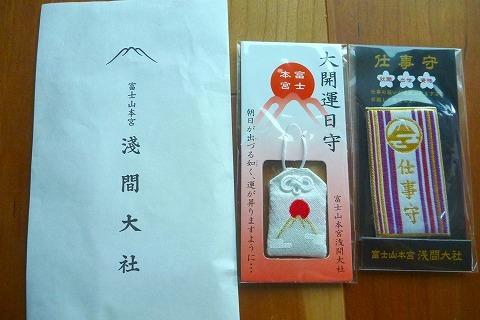 富士山本宮
淺間大社
大開運日守
富士
本宮
朝日が出づる如く、運が昇りますように…
富士山本宮浅間大社
仕事守
仕事守
富士山本宮 浅間大社